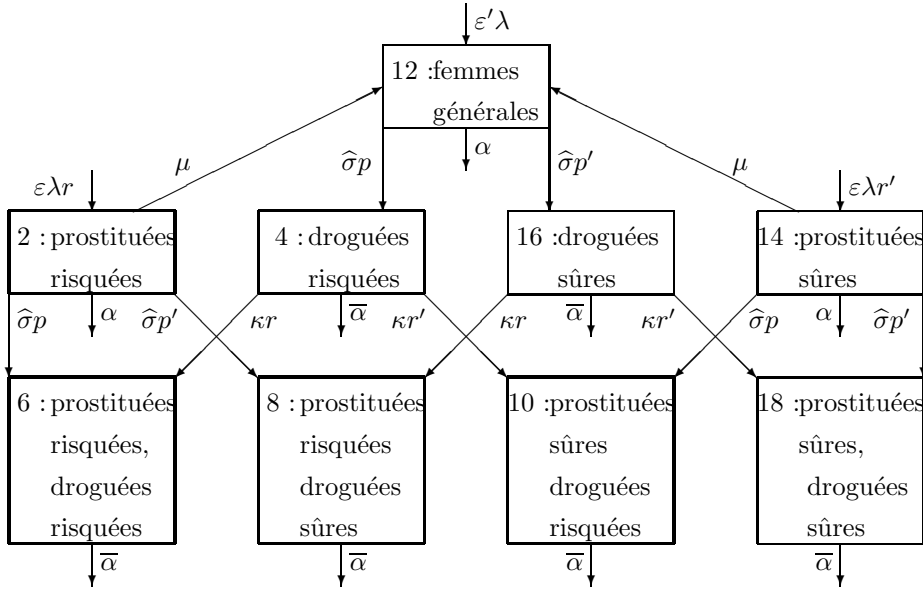 ε′λ
12 :femmes
générales
μ
σ̂p
α
σ̂p′
μ
ελr
ελr′
2 : prostituées
risquées
4 : droguées
risquées
16 : droguées
sûres
14 : prostituées
sûres
σ̂p
α
σ̂p′
κr
α̅
κr′
κr
α̅
κr′
σ̂p
α
σ̂p′
6 : prostituées
risquées,
droguées
risquées
8 : prostituées
risquées
droguées
sûres
10 :prostituées
sûres
droguées
risquées
18 :prostituées
sûres,
droguées
sûres
α̅
α̅
α̅
α̅